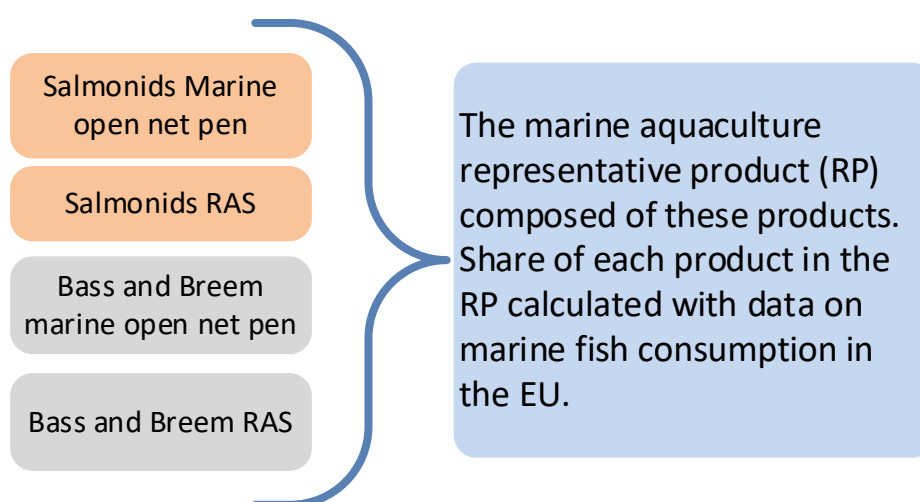 Salmonids Marine
open net pen
Salmonids RAS
Bass and Breem
marine open net pen
Bass and Breem RAS
The marine aquaculture
representative product (RP)
composed of these products.
Share of each product in the
RP calculated with data on
marine fish consumption in
the EU.